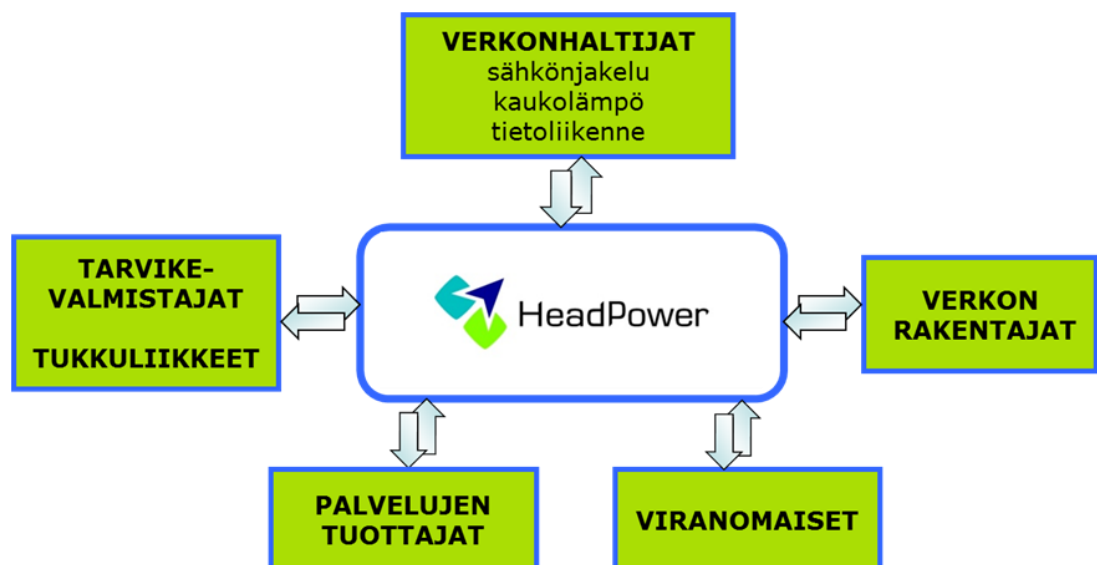 VERKONHALTIJAT
sähkönjakelu
kaukolämpö
tietoliikenne
TARVIKE-
VALMISTAJAT
TUKKULIIKKEET
HeadPower
VERKON
RAKENTAJAT
PALVELUJEN
TUOTTAJAT
VIRANOMAISET